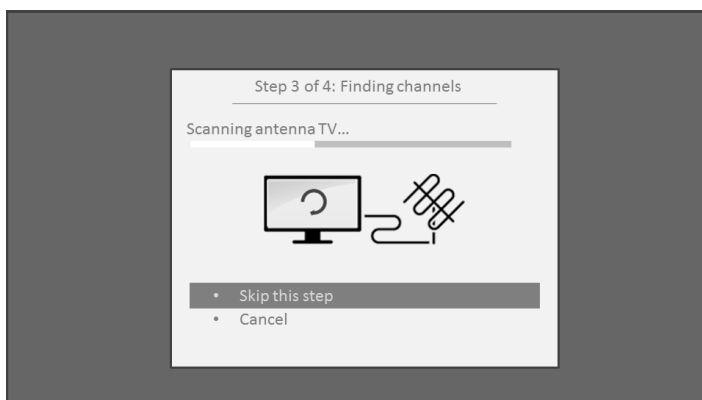 Step 3 of 4: Finding channels
Scanning antenna TV...
• Skip this step
• Cancel